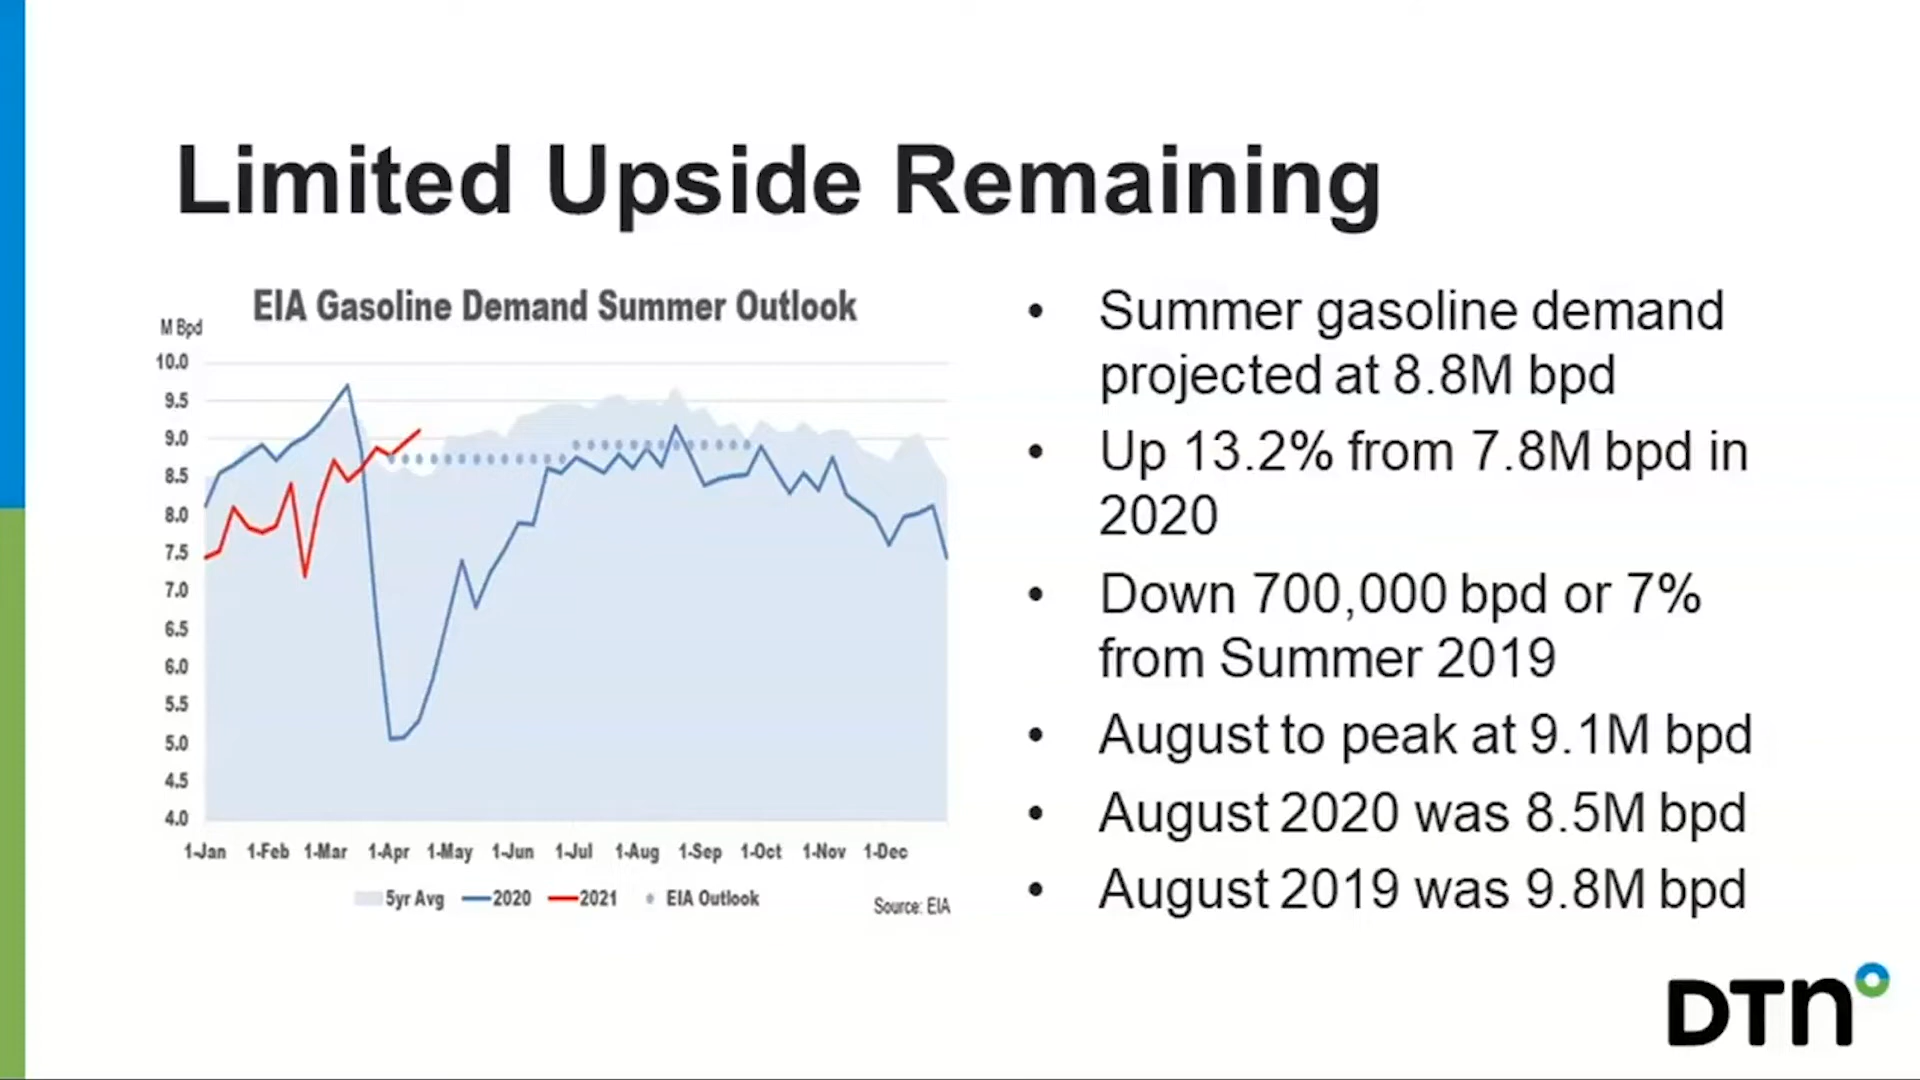 Limited Upside Remaining
EIA Gasoline Demand Summer Outlook
M Bpd
10.0
9.5
9.0
8.5
8.0
7.5
7.0
6.5
6.0
5.5
5.0
4.5
4.0
1-Jan 1-Feb 1-Mar 1-Apr 1-May 1-Jun 1-Jul 1-Aug 1-Sep 1-Oct 1-Nov 1-Dec
5yr Avg 2020 2021 EIA Outlook
Source: EIA
• Summer gasoline demand
projected at 8.8M bpd
• Up 13.2% from 7.8M bpd in
2020
• Down 700,000 bpd or 7%
from Summer 2019
• August to peak at 9.1M bpd
• August 2020 was 8.5M bpd
• August 2019 was 9.8M bpd
DTN